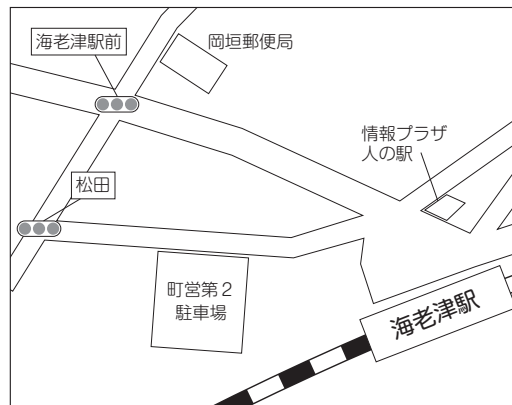 海老津駅前
岡垣郵便局
情報プラザ
人の駅
松田
町営第2
駐車場
海老津駅